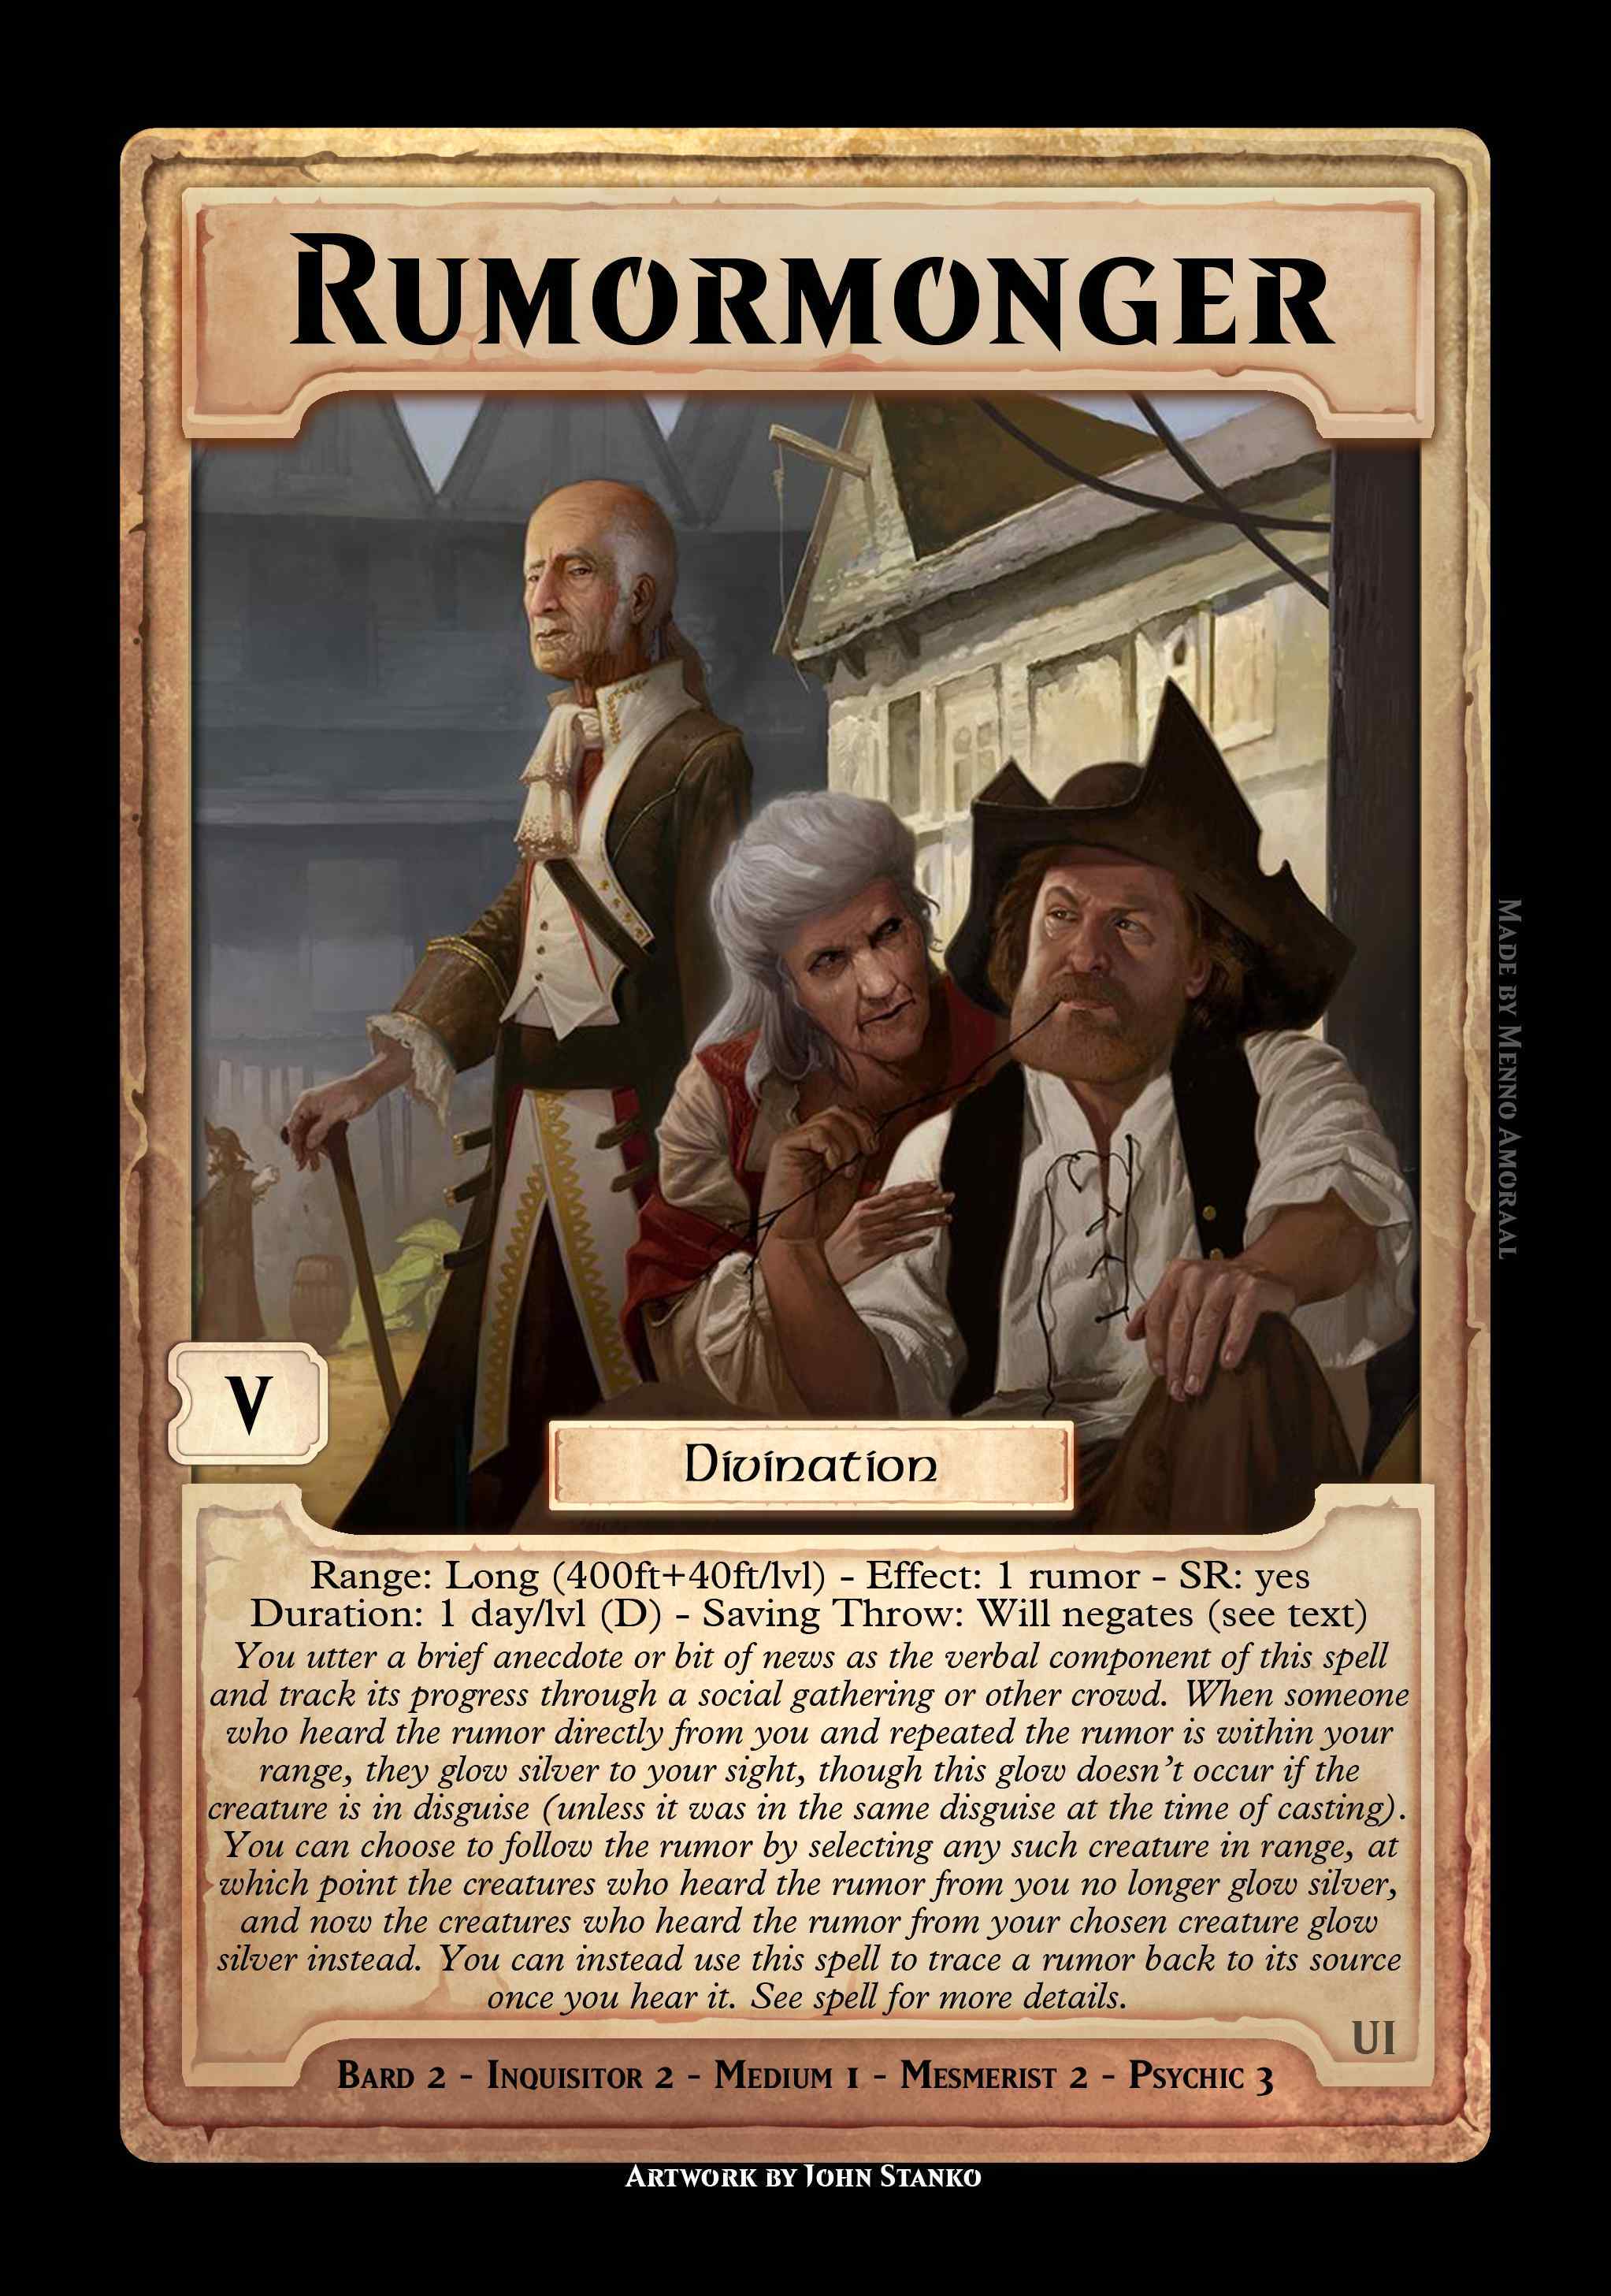 Rumormonger
V
Divination
Range: Long (400ft+40ft/lvl) - Effect: 1 rumor - SR: yes
Duration: 1 day/lvl (D) - Saving Throw: Will negates (see text)
You utter a brief anecdote or bit of news as the verbal component of this spell
and track its progress through a social gathering or other crowd. When someone
who heard the rumor directly from you and repeated the rumor is within your
range, they glow silver to your sight, though this glow doesn't occur if the
creature is in disguise (unless it was in the same disguise at the time of casting).
You can choose to follow the rumor by selecting any such creature in range, at
which point the creatures who heard the rumor from you no longer glow silver,
and now the creatures who heard the rumor from your chosen creature glow
silver instead. You can instead use this spell to trace a rumor back to its source
once you hear it. See spell for more details.
UI
Bard 2 - Inquisitor 2 - Medium 1 - Mesmerist 2 - Psychic 3
Artwork by John Stanko
Made by Menno Amoraal